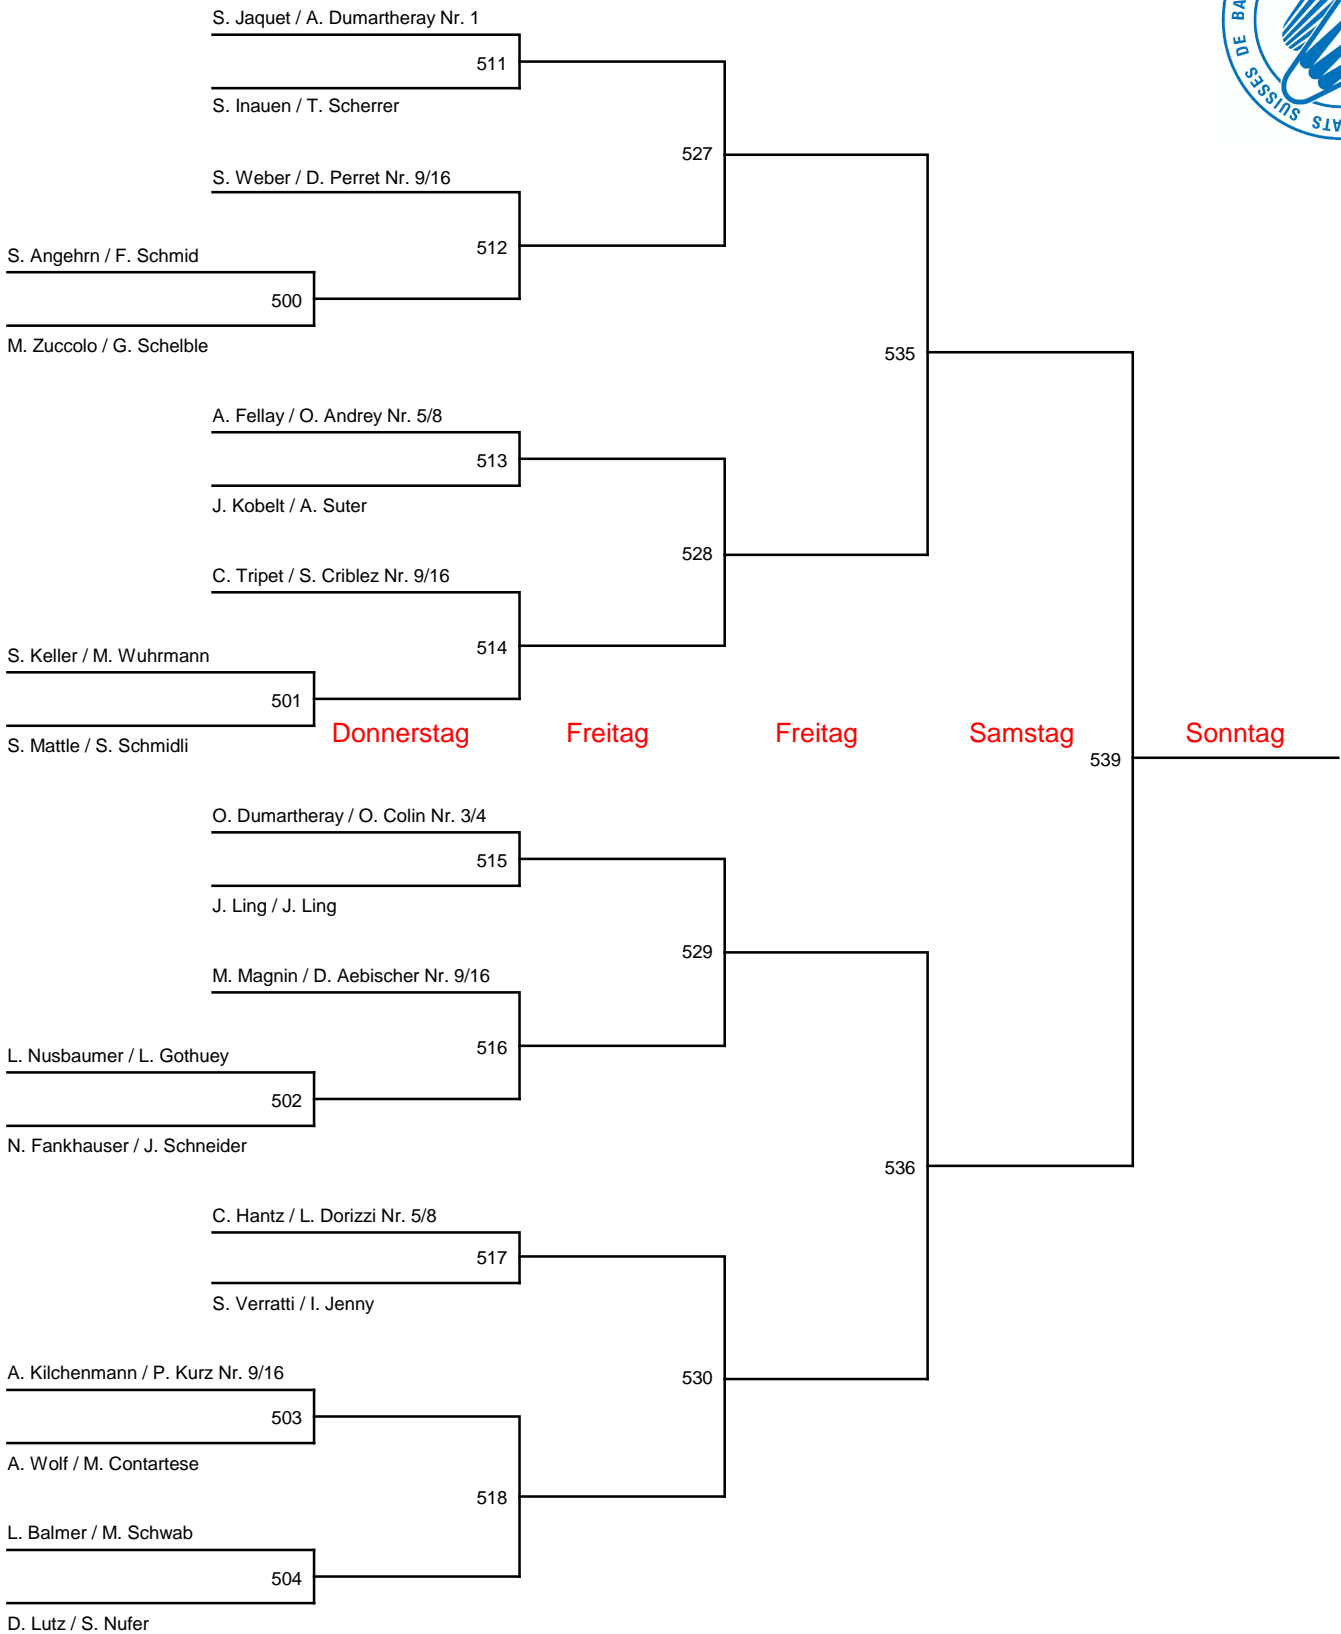 S. Jaquet / A. Dumartheray Nr. 1
511
S. Inauen / T. Scherrer
527
S. Weber / D. Perret Nr. 9/16
512
S. Angehrn / F. Schmid
500
M. Zuccolo / G. Schelble
535
A. Fellay / O. Andrey Nr. 5/8
513
J. Kobelt / A. Suter
528
C. Tripet / S. Criblez Nr. 9/16
514
S. Keller / M. Wuhrmann
501
S. Mattle / S. Schmidli
Donnerstag Freitag Freitag Samstag Sonntag
539
O. Dumartheray / O. Colin Nr. 3/4
515
J. Ling / J. Ling
529
M. Magnin / D. Aebischer Nr. 9/16
516
L. Nusbaumer / L. Gothuey
502
N. Fankhauser / J. Schneider
536
C. Hantz / L. Dorizzi Nr. 5/8
517
S. Verratti / I. Jenny
A. Kilchenmann / P. Kurz Nr. 9/16
530
503
A. Wolf / M. Contartese
518
L. Balmer / M. Schwab
504
D. Lutz / S. Nufer
ATS SUISSES DE BA